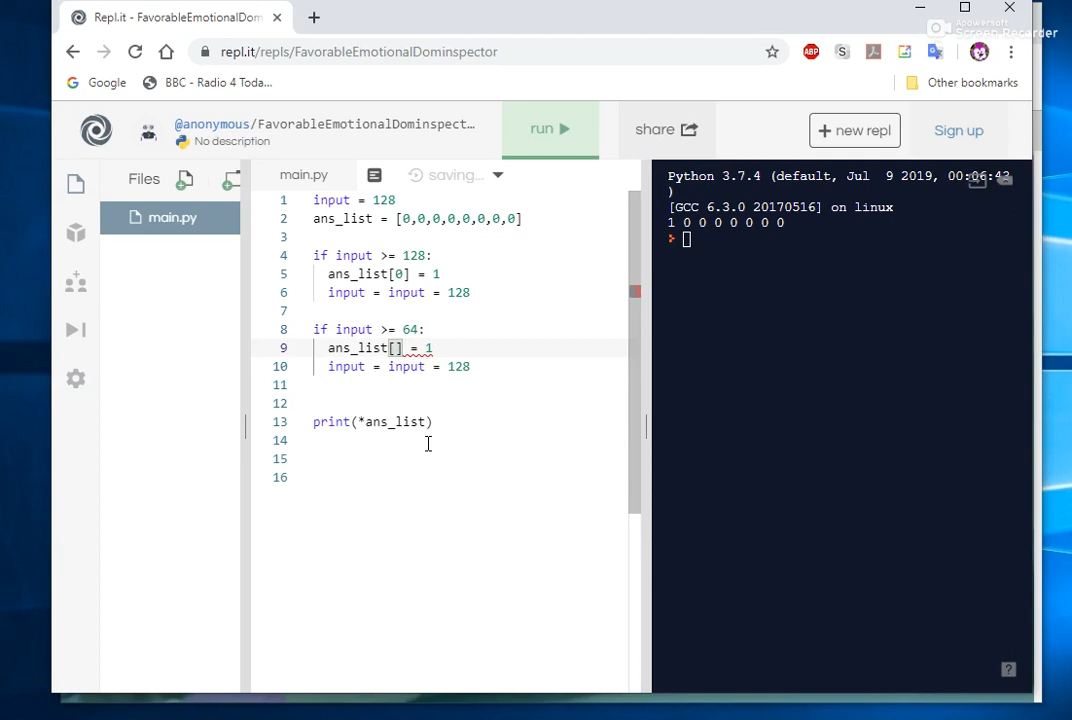 Repl.it - FavorableEmotionalDom
repl.it/repls/FavorableEmotionalDominspector
Apowersoft
Screen Recorder
ABP
S
Google
BBC - Radio 4 Toda...
Other bookmarks
@anonymous/FavorableEmotionalDominspect...
No description
run
share
+ new repl
Sign up
Files
main.py
main.py
saving...
1 input = 128
2 ans_list = [0,0,0,0,0,0,0,0]
3
4 if input >= 128:
5 ans_list[0] = 1
6 input = input = 128
7
8 if input >= 64:
9 ans_list[] = 1
10 input = input = 128
11
12
13 print(*ans_list)
14
15
16
Python 3.7.4 (default, Jul 9 2019, 00:06:43
)
[GCC 6.3.0 20170516] on linux
1 0 0 0 0 0 0 0
>
?